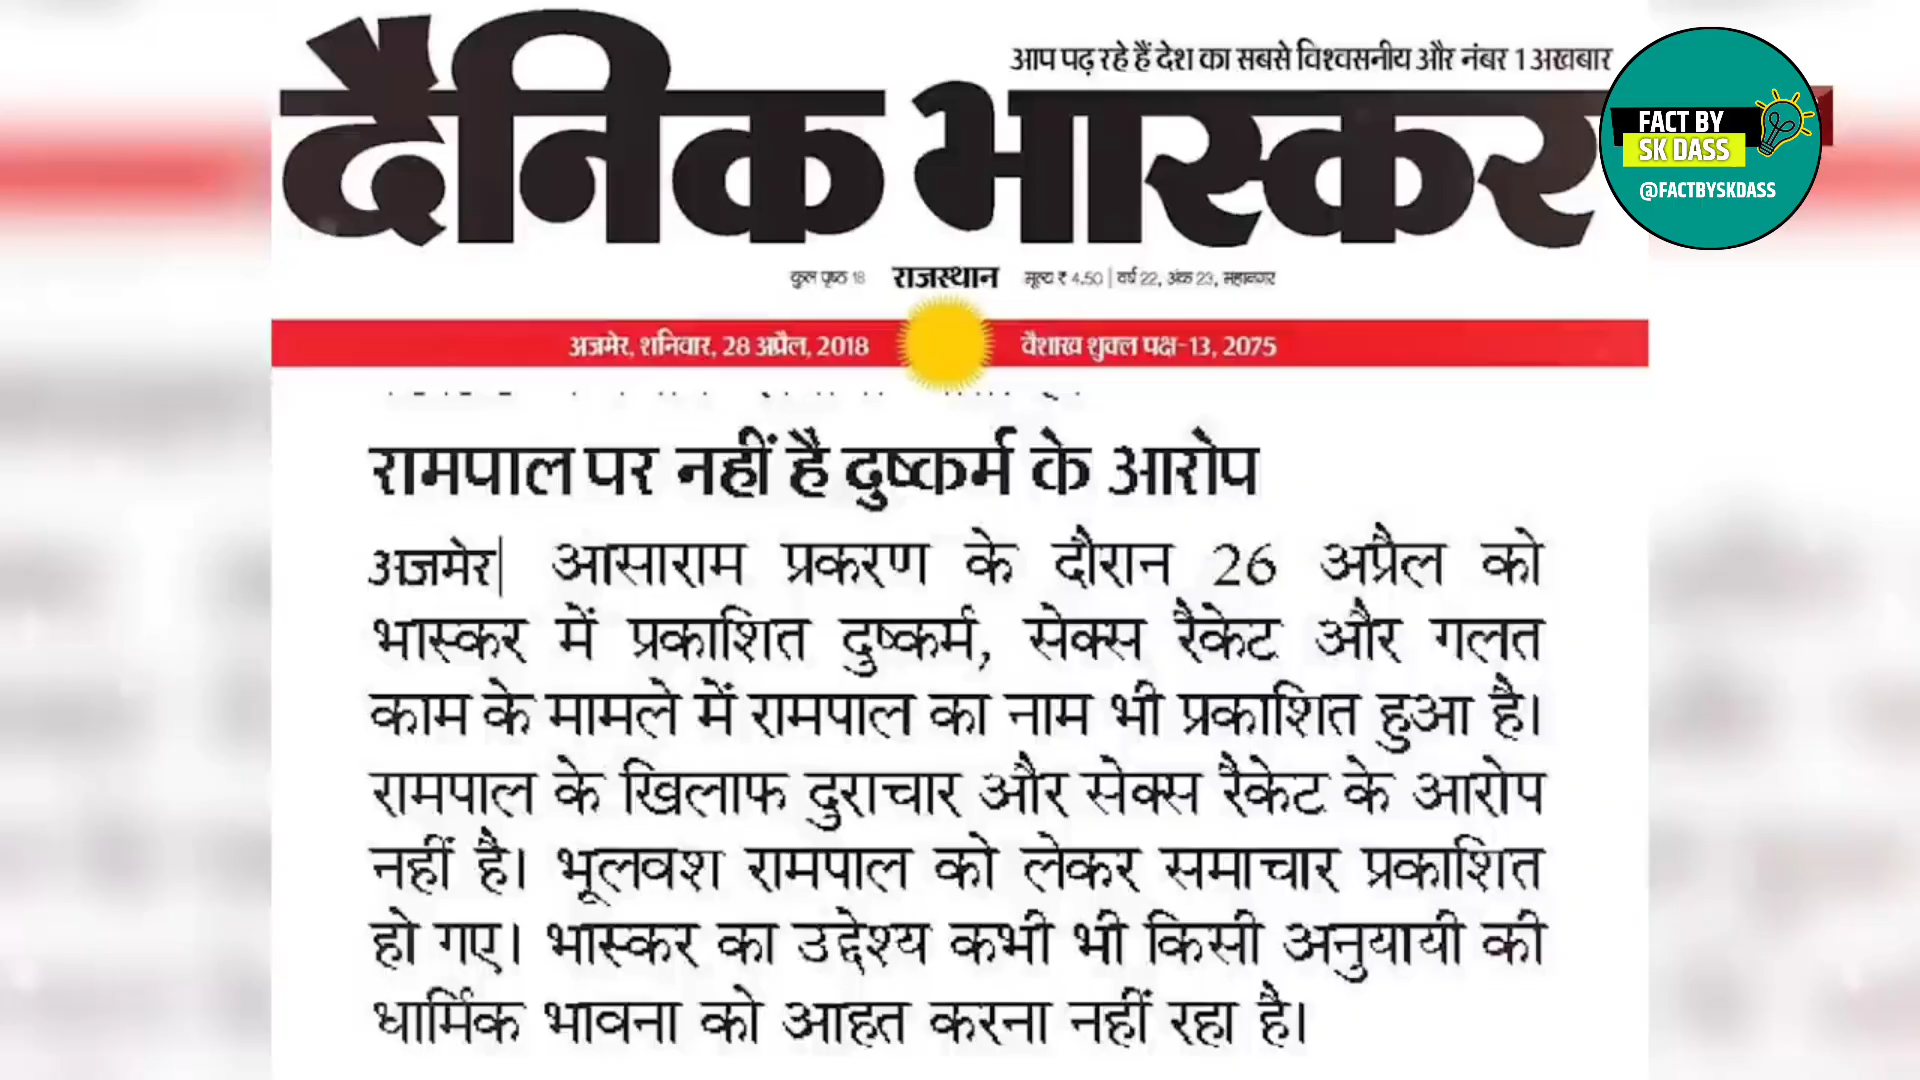 आप पढ़ रहे हैं देश का सबसे विश्वसनीय और नंबर 1 अखबार
दैनिक भास्कर
FACT BY
SK DASS
@FACTBYSKDASS
कुल पृष्ठ 18 राजस्थान मूल्य ₹ 4.50 | वर्ष 22, अंक 23, महानगर
अजमेर, शनिवार, 28 अप्रैल, 2018 वैशाख शुक्ल पक्ष-13, 2075
रामपाल पर नहीं है दुष्कर्म के आरोप
अजमेर| आसाराम प्रकरण के दौरान 26 अप्रैल को
भास्कर में प्रकाशित दुष्कर्म, सेक्स रैकेट और गलत
काम के मामले में रामपाल का नाम भी प्रकाशित हुआ है।
रामपाल के खिलाफ दुराचार और सेक्स रैकेट के आरोप
नहीं है। भूलवश रामपाल को लेकर समाचार प्रकाशित
हो गए। भास्कर का उद्देश्य कभी भी किसी अनुयायी की
धार्मिक भावना को आहत करना नहीं रहा है।